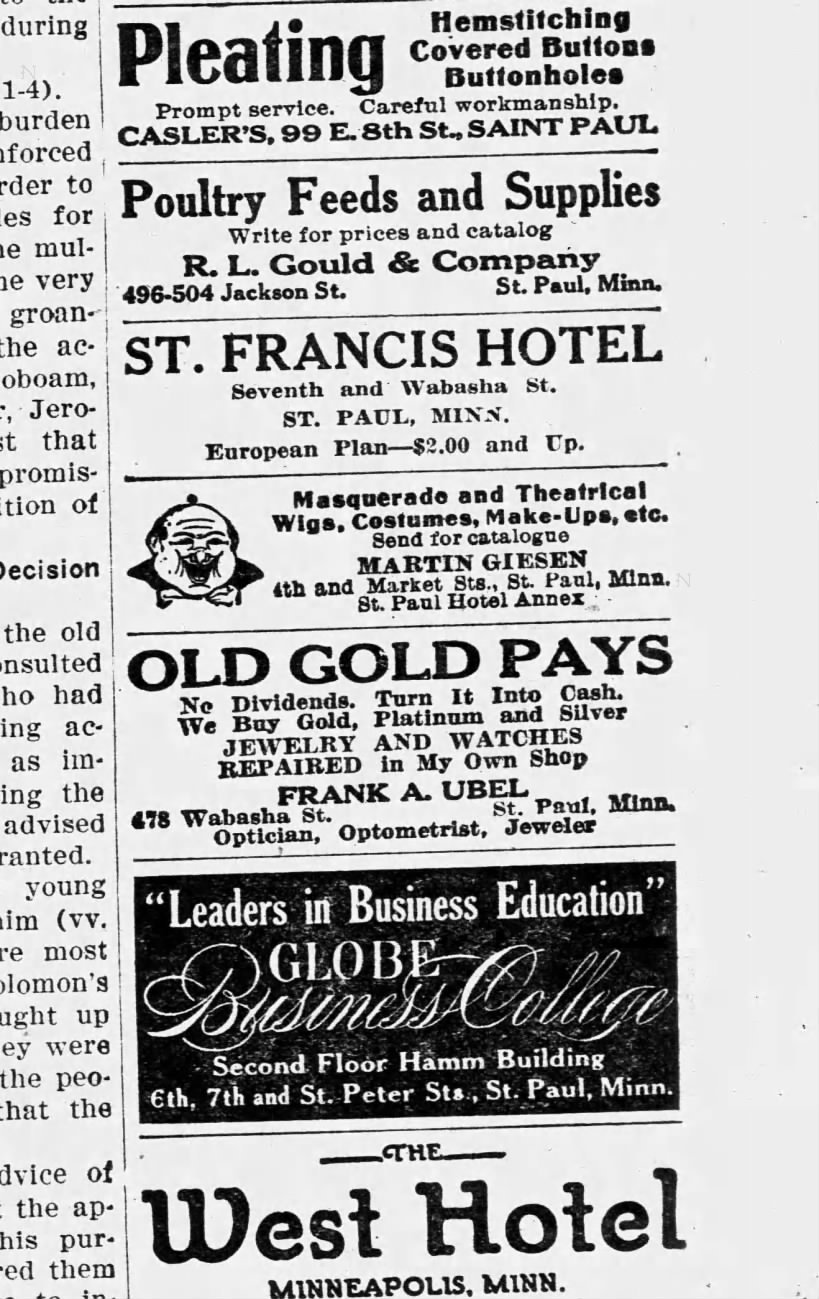 during
1-4).
burden
nforced
rder to
les for
ne mul-
ne very
groan-
the ac-
oboam,
r, Jero-
st that
promis-
ition of
Decision
the old
onsulted
ho had
ing ac-
as im-
ing the
advised
ranted.
young
him (vv.
re most
olomon's
ught up
ey were
the peo-
that the
dvice of
the ap-
his pur-
red them
Pleating
Hemstitching
Covered Buttons
Buttonholes
Prompt service. Careful workmanship.
CASLER'S, 99 E. 8th St., SAINT PAUL
Poultry Feeds and Supplies
Write for prices and catalog
R. L. Gould & Company
496-504 Jackson St. St. Paul, Minn.
ST. FRANCIS HOTEL
Seventh and Wabasha St.
ST. PAUL, MINN.
European Plan—$2.00 and Up.
Masquerade and Theatrical
Wigs, Costumes, Make-Ups, etc.
Send for catalogue
MARTIN GIESEN
4th and Market Sts., St. Paul, Minn.
St. Paul Hotel Annex
OLD GOLD PAYS
No Dividends. Turn It Into Cash.
We Buy Gold, Platinum and Silver
JEWELRY AND WATCHES
REPAIRED in My Own Shop
FRANK A. UBEL
478 Wabasha St. St. Paul, Minn.
Optician, Optometrist, Jeweler
"Leaders in Business Education"
GLOBE
Business College
Second Floor Hamm Building
6th, 7th and St. Peter Sts., St. Paul, Minn.
THE
West Hotel
MINNEAPOLIS, MINN.